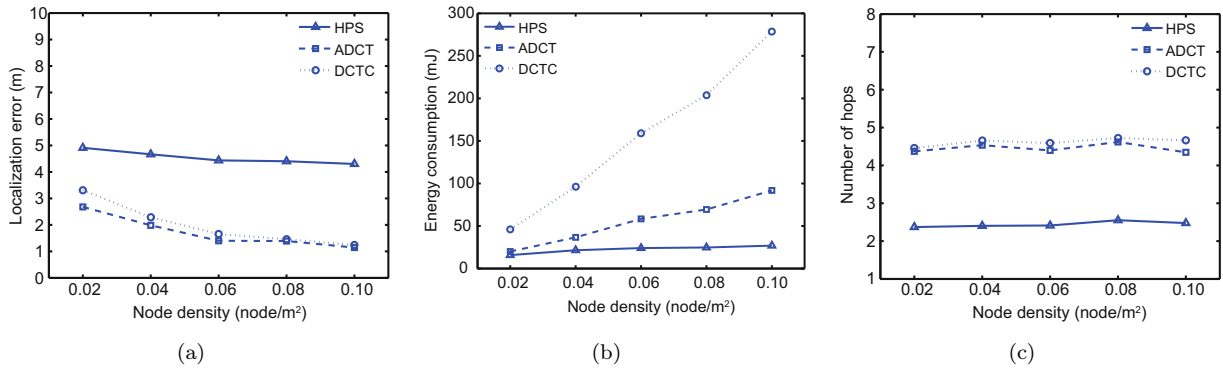 10
9
8
7
6
5
4
3
2
1
0
Localization error (m)
HPS
ADCT
DCTC
0.02 0.04 0.06 0.08 0.10
Node density (node/m²)
(a)
300
250
200
150
100
50
0
Energy consumption (mJ)
HPS
ADCT
DCTC
0.02 0.04 0.06 0.08 0.10
Node density (node/m²)
(b)
8
7
6
5
4
3
2
1
Number of hops
HPS
ADCT
DCTC
0.02 0.04 0.06 0.08 0.10
Node density (node/m²)
(c)